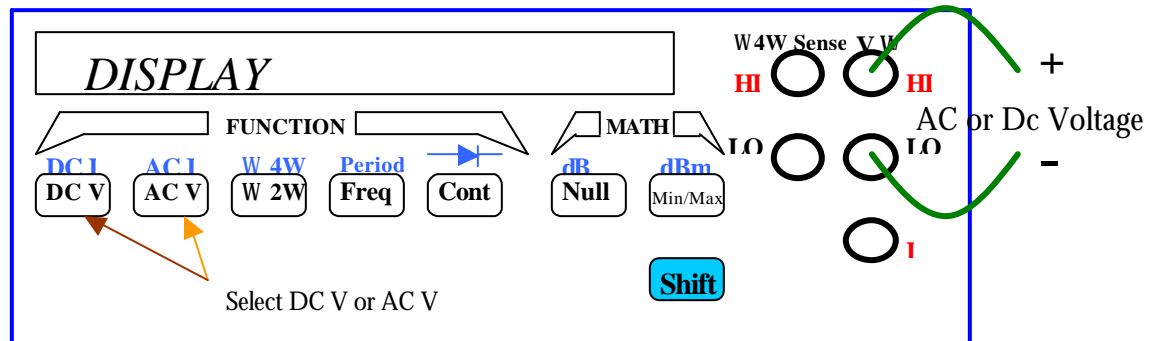 W 4W Sense V W
DISPLAY
HI HI
+
AC or Dc Voltage
FUNCTION MATH
LO LO
DC I AC I W 4W Period dB dBm
-
DC V AC V W 2W Freq Cont Null Min/Max
I
Shift
Select DC V or AC V